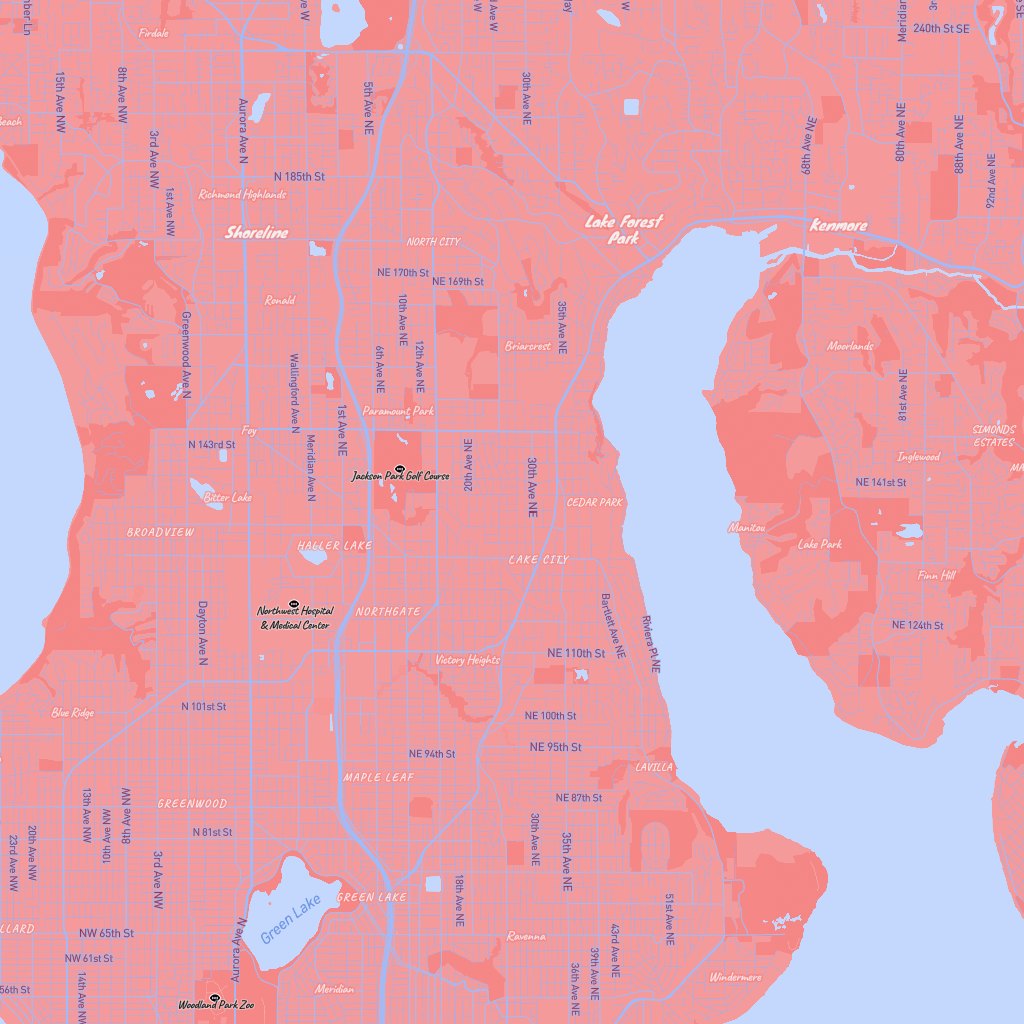 Firdale
240th St SE
15th Ave NW
8th Ave NW
3rd Ave NW
1st Ave NW
Aurora Ave N
5th Ave NE
30th Ave NE
68th Ave NE
80th Ave NE
88th Ave NE
92nd Ave NE
N 185th St
Richmond Highlands
Shoreline
NORTH CITY
Lake Forest
Park
Kenmore
NE 170th St
NE 169th St
Ronald
Greenwood Ave N
10th Ave NE
12th Ave NE
6th Ave NE
35th Ave NE
Briarcrest
Moorlands
Wallingford Ave N
Meridian Ave N
1st Ave NE
81st Ave NE
Paramount Park
Foy
N 143rd St
SIMONDS
ESTATES
Inglewood
Jackson Park Golf Course
20th Ave NE
30th Ave NE
NE 141st St
Bitter Lake
CEDAR PARK
BROADVIEW
HALLER LAKE
Manitou
Lake Park
LAKE CITY
Finn Hill
Northwest Hospital
& Medical Center
NORTHGATE
Dayton Ave N
Bartlett Ave NE
Riviera Pl NE
NE 124th St
Victory Heights
NE 110th St
Blue Ridge
N 101st St
NE 100th St
NE 94th St
NE 95th St
LAVILLA
MAPLE LEAF
GREENWOOD
NE 87th St
13th Ave NW
10th Ave NW
8th Ave NW
N 81st St
23rd Ave NW
20th Ave NW
3rd Ave NW
30th Ave NE
35th Ave NE
GREEN LAKE
Green Lake
18th Ave NE
51st Ave NE
LLARD
NW 65th St
Aurora Ave N
Ravenna
43rd Ave NE
39th Ave NE
36th Ave NE
NW 61st St
Windermere
56th St
14th Ave NW
Meridian
Woodland Park Zoo